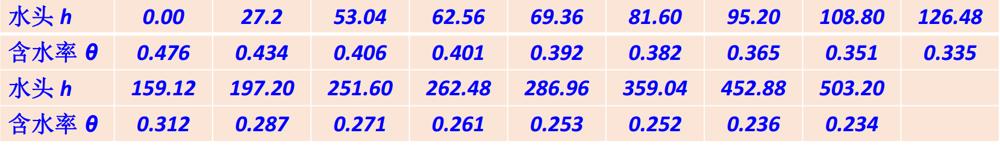 水头 h 0.00 27.2 53.04 62.56 69.36 81.60 95.20 108.80 126.48
含水率 θ 0.476 0.434 0.406 0.401 0.392 0.382 0.365 0.351 0.335
水头 h 159.12 197.20 251.60 262.48 286.96 359.04 452.88 503.20
含水率 θ 0.312 0.287 0.271 0.261 0.253 0.252 0.236 0.234